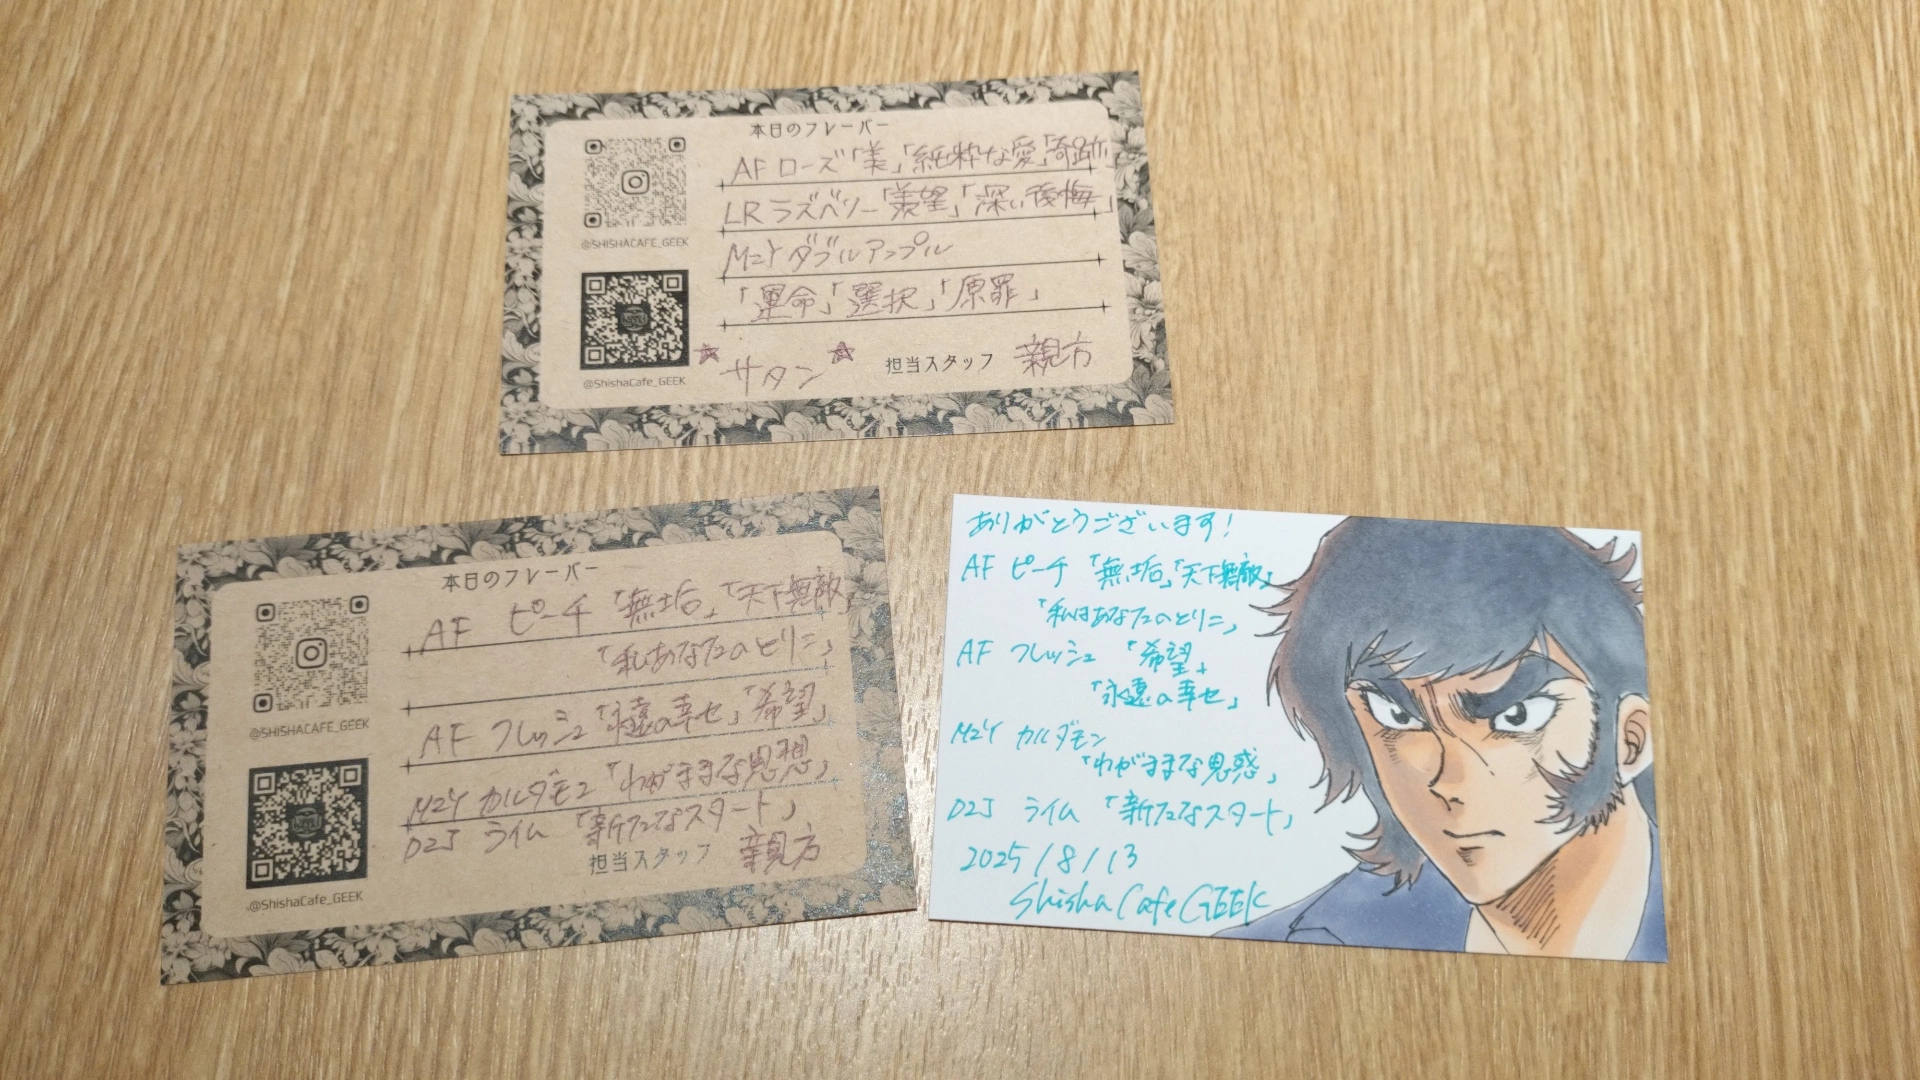 本日のフレーバー
AF ローズ「美」「純粋な愛」「奇跡」
LR ラズベリー「羨望」「深い後悔」
MzY ダブルアップル
「運命」「選択」「原罪」
@SHISHACAFE_GEEK
@ShishaCafe_GEEK
☆サタン☆
担当スタッフ 親方
本日のフレーバー
AF ピーチ 「無垢」「天下無敵」
「私はあなたのとりこ」
AF フレッシュ「永遠の幸せ」「希望」
MzY カルダモン「わがままな思想」
DZJ ライム 「新たなスタート」
@SHISHACAFE_GEEK
@ShishaCafe_GEEK
担当スタッフ 親方
ありがとうございます!
AF ピーチ 「無垢」「天下無敵」
「私はあなたのとりこ」
AF フレッシュ 「希望」
「永遠の幸せ」
MzY カルダモン
「わがままな思惑」
DZJ ライム 「新たなスタート」
2025/8/13
Shisha Cafe GEEK